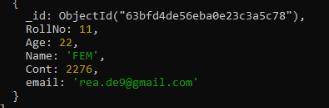 {
_id: ObjectId("63bfd4de56eba0e23c3a5c78"),
RollNo: 11,
Age: 22,
Name: 'FEM',
Cont: 2276,
email: 'rea.de9@gmail.com'
}